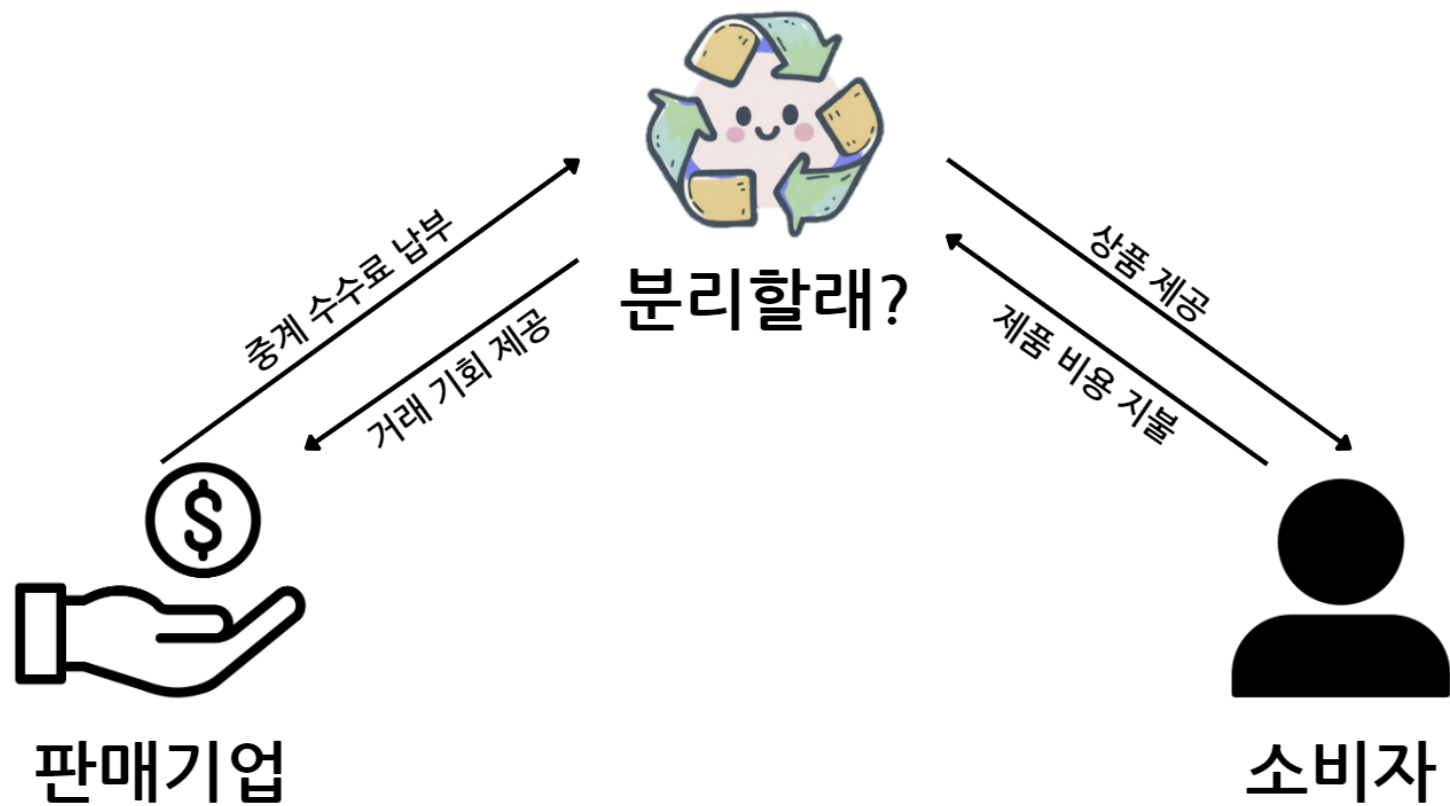 분리할래?
중계 수수료 납부
거래 기회 제공
상품 제공
제품 비용 지불
$
판매기업
소비자